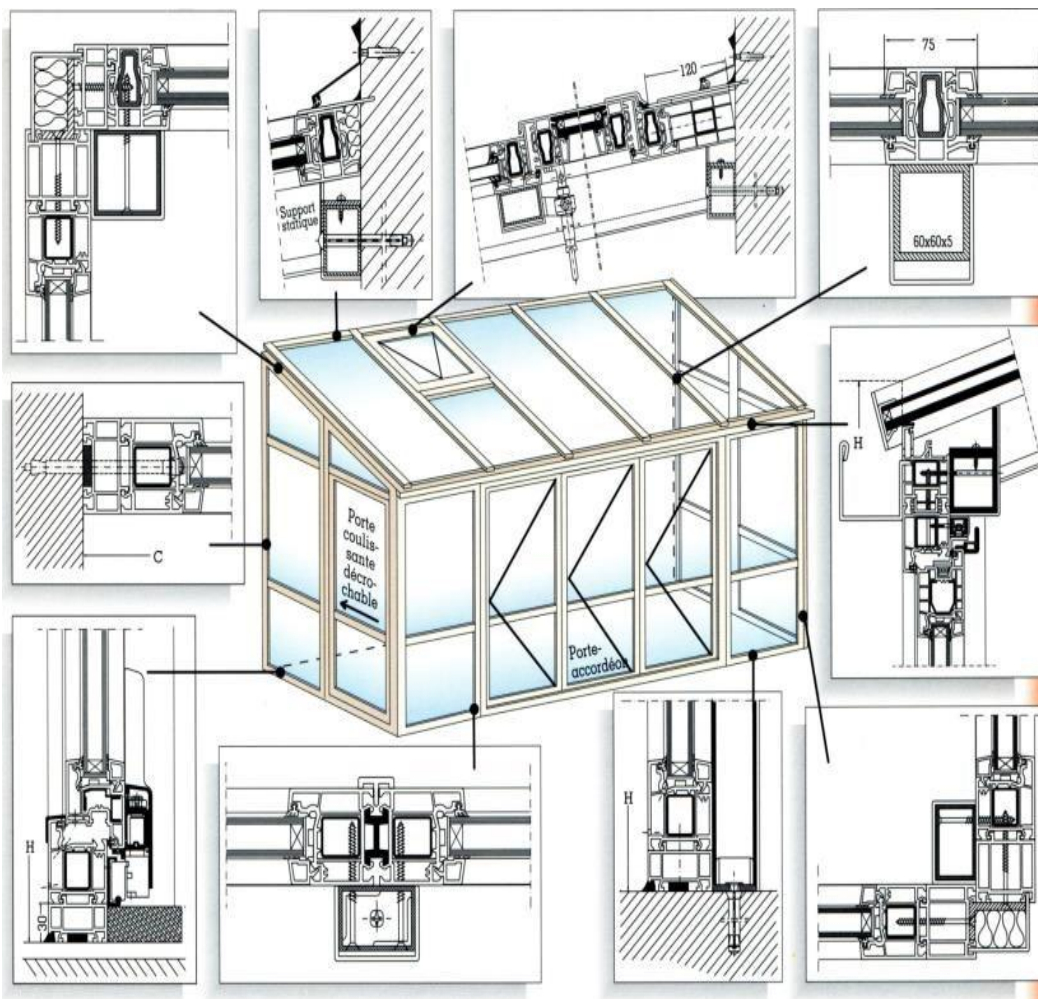 75
120
Support
statique
60x60x5
H
C
Porte
coulis-
sante
décro-
chable
Porte-
accordéon
H
30
H